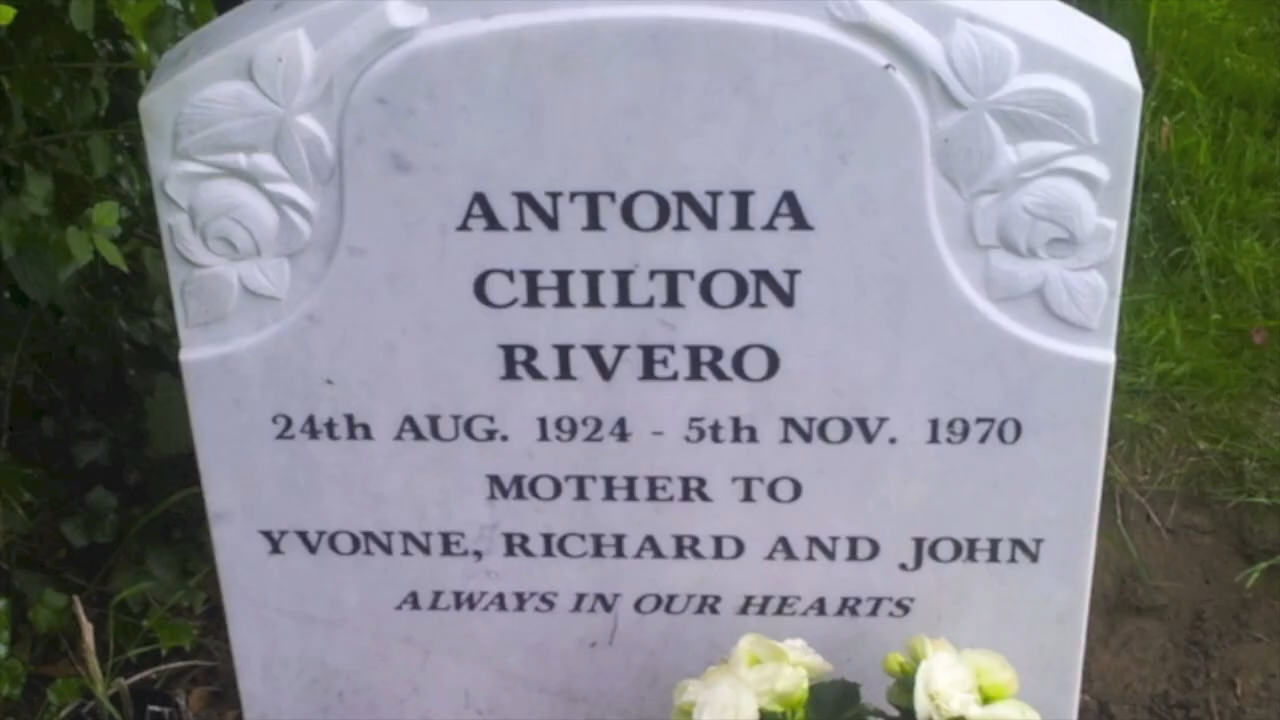 ANTONIA
CHILTON
RIVERO
24th AUG. 1924 - 5th NOV. 1970
MOTHER TO
YVONNE, RICHARD AND JOHN
ALWAYS IN OUR HEARTS